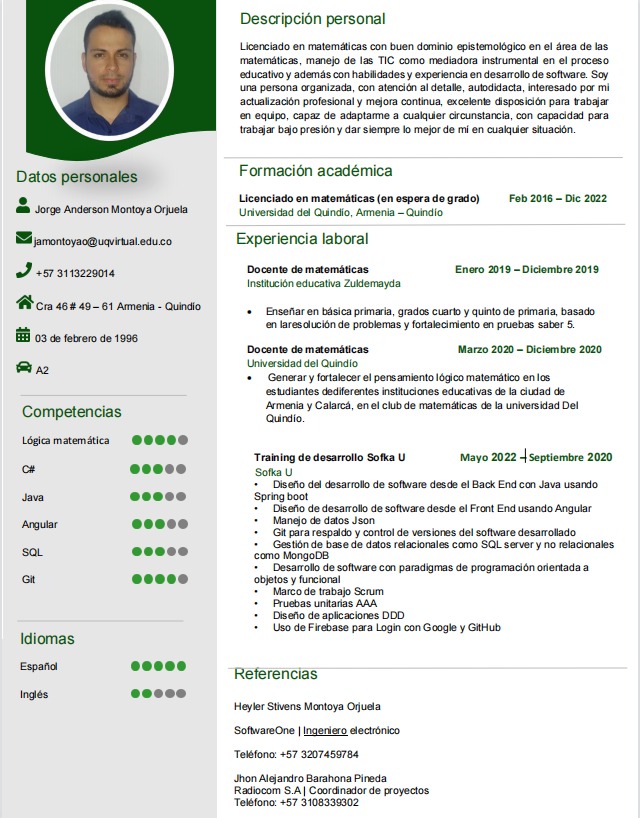 Datos personales
Jorge Anderson Montoya Orjuela
jamontoyao@uqvirtual.edu.co
+57 3113229014
Cra 46 # 49 – 61 Armenia - Quindio
03 de febrero de 1996
A2
Competencias
Lógica matemática
C#
Java
Angular
SQL
Git
Idiomas
Español
Inglés
Descripción personal
Licenciado en matemáticas con buen dominio epistemológico en el área de las
matemáticas, manejo de las TIC como mediadora instrumental en el proceso
educativo y además con habilidades y experiencia en desarrollo de software. Soy
una persona organizada, con atención al detalle, autodidacta, interesado por mi
actualización profesional y mejora continua, excelente disposición para trabajar
en equipo, capaz de adaptarme a cualquier circunstancia, con capacidad para
trabajar bajo presión y dar siempre lo mejor de mí en cualquier situación.
Formación académica
Licenciado en matemáticas (en espera de grado) Feb 2016 – Dic 2022
Universidad del Quindío, Armenia – Quindío
Experiencia laboral
Docente de matemáticas Enero 2019 – Diciembre 2019
Institución educativa Zuldemayda
• Enseñar en básica primaria, grados cuarto y quinto de primaria, basado
en laresolución de problemas y fortalecimiento en pruebas saber 5.
Docente de matemáticas Marzo 2020 – Diciembre 2020
Universidad del Quindío
• Generar y fortalecer el pensamiento lógico matemático en los
estudiantes dediferentes instituciones educativas de la ciudad de
Armenia y Calarcá, en el club de matemáticas de la universidad Del
Quindío.
Training de desarrollo Sofka U Mayo 2022 – Septiembre 2020
Sofka U
• Diseño del desarrollo de software desde el Back End con Java usando
Spring boot
• Diseño de desarrollo de software desde el Front End usando Angular
• Manejo de datos Json
• Git para respaldo y control de versiones del software desarrollado
• Gestión de base de datos relacionales como SQL server y no relacionales
como MongoDB
• Desarrollo de software con paradigmas de programación orientada a
objetos y functional
• Marco de trabajo Scrum
• Pruebas unitarias AAA
• Diseño de aplicaciones DDD
• Uso de Firebase para Login con Google y GitHub
Referencias
Heyler Stivens Montoya Orjuela
SoftwareOne | Ingeniero electrónico
Teléfono: +57 3207459784
Jhon Alejandro Barahona Pineda
Radiocom S.A | Coordinador de proyectos
Teléfono: +57 3108339302